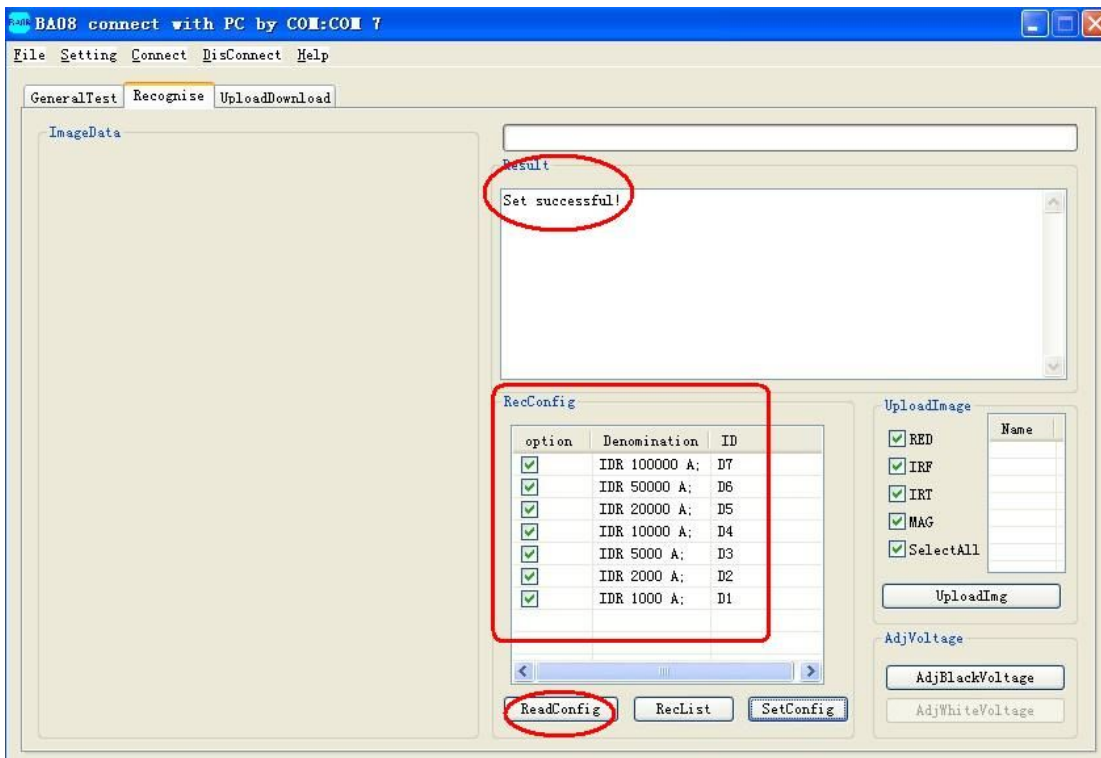 BA08 connect with PC by COM:COM 7
File Setting Connect DisConnect Help
GeneralTest Recognise UploadDownload
ImageData
Result
Set successful!
RecConfig
option Denomination ID
IDR 100000 A; D7
IDR 50000 A; D6
IDR 20000 A; D5
IDR 10000 A; D4
IDR 5000 A; D3
IDR 2000 A; D2
IDR 1000 A; D1
ReadConfig RecList SetConfig
UploadImage
Name
RED
IRF
IRT
MAG
SelectAll
UploadImg
AdjVoltage
AdjBlackVoltage
AdjWhiteVoltage